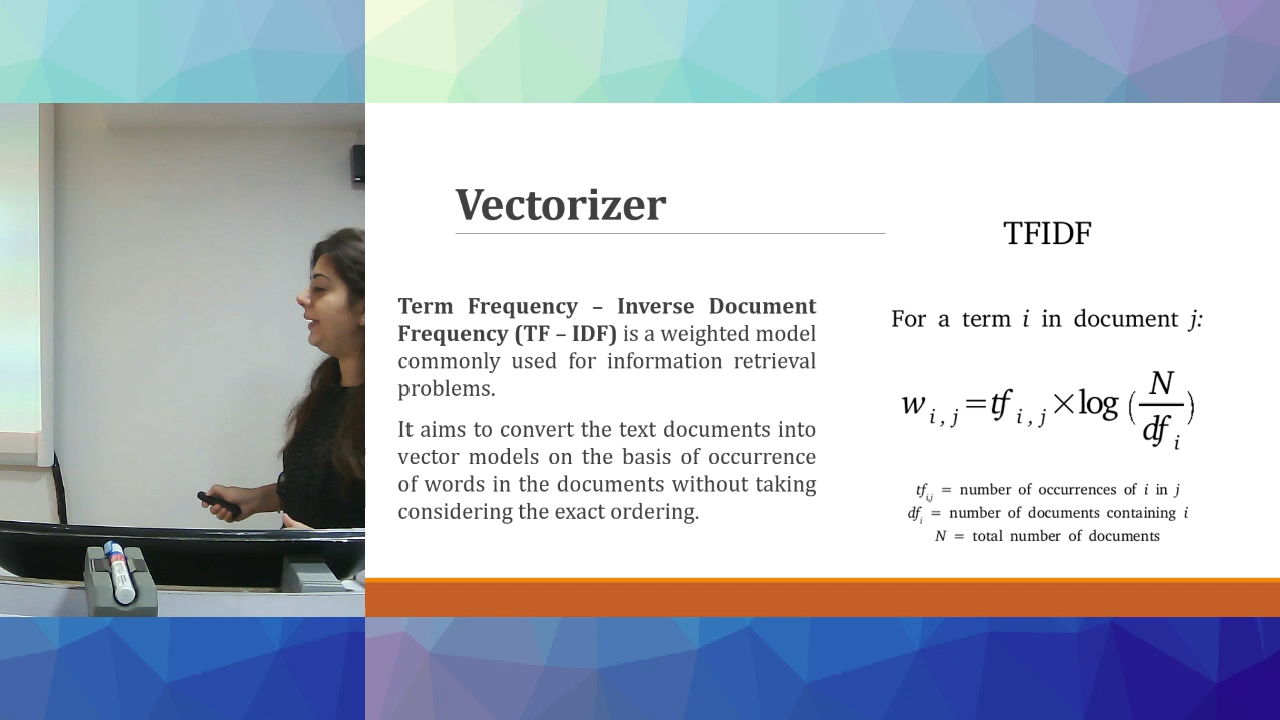 Vectorizer
Term Frequency – Inverse Document
Frequency (TF – IDF) is a weighted model
commonly used for information retrieval
problems.
It aims to convert the text documents into
vector models on the basis of occurrence
of words in the documents without taking
considering the exact ordering.
TFIDF
For a term i in document j:
w i, j = tf i, j × log (N / df i)
tf i,j = number of occurrences of i in j
df i = number of documents containing i
N = total number of documents